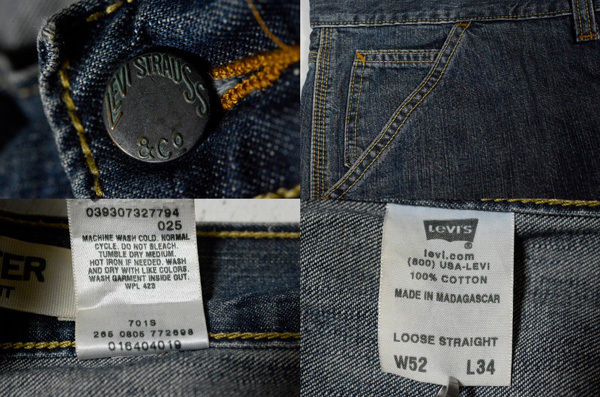 LEVI STRAUSS
& Co
039307327794
025
MACHINE WASH COLD. NORMAL
CYCLE. DO NOT BLEACH.
TUMBLE DRY MEDIUM.
HOT IRON IF NEEDED. WASH
AND DRY WITH LIKE COLORS.
WASH GARMENT INSIDE OUT.
WPL 423
701S
265 0805 772698
016404019
LEVI'S
levi.com
(800) USA-LEVI
100% COTTON
MADE IN MADAGASCAR
LOOSE STRAIGHT
W52 L34